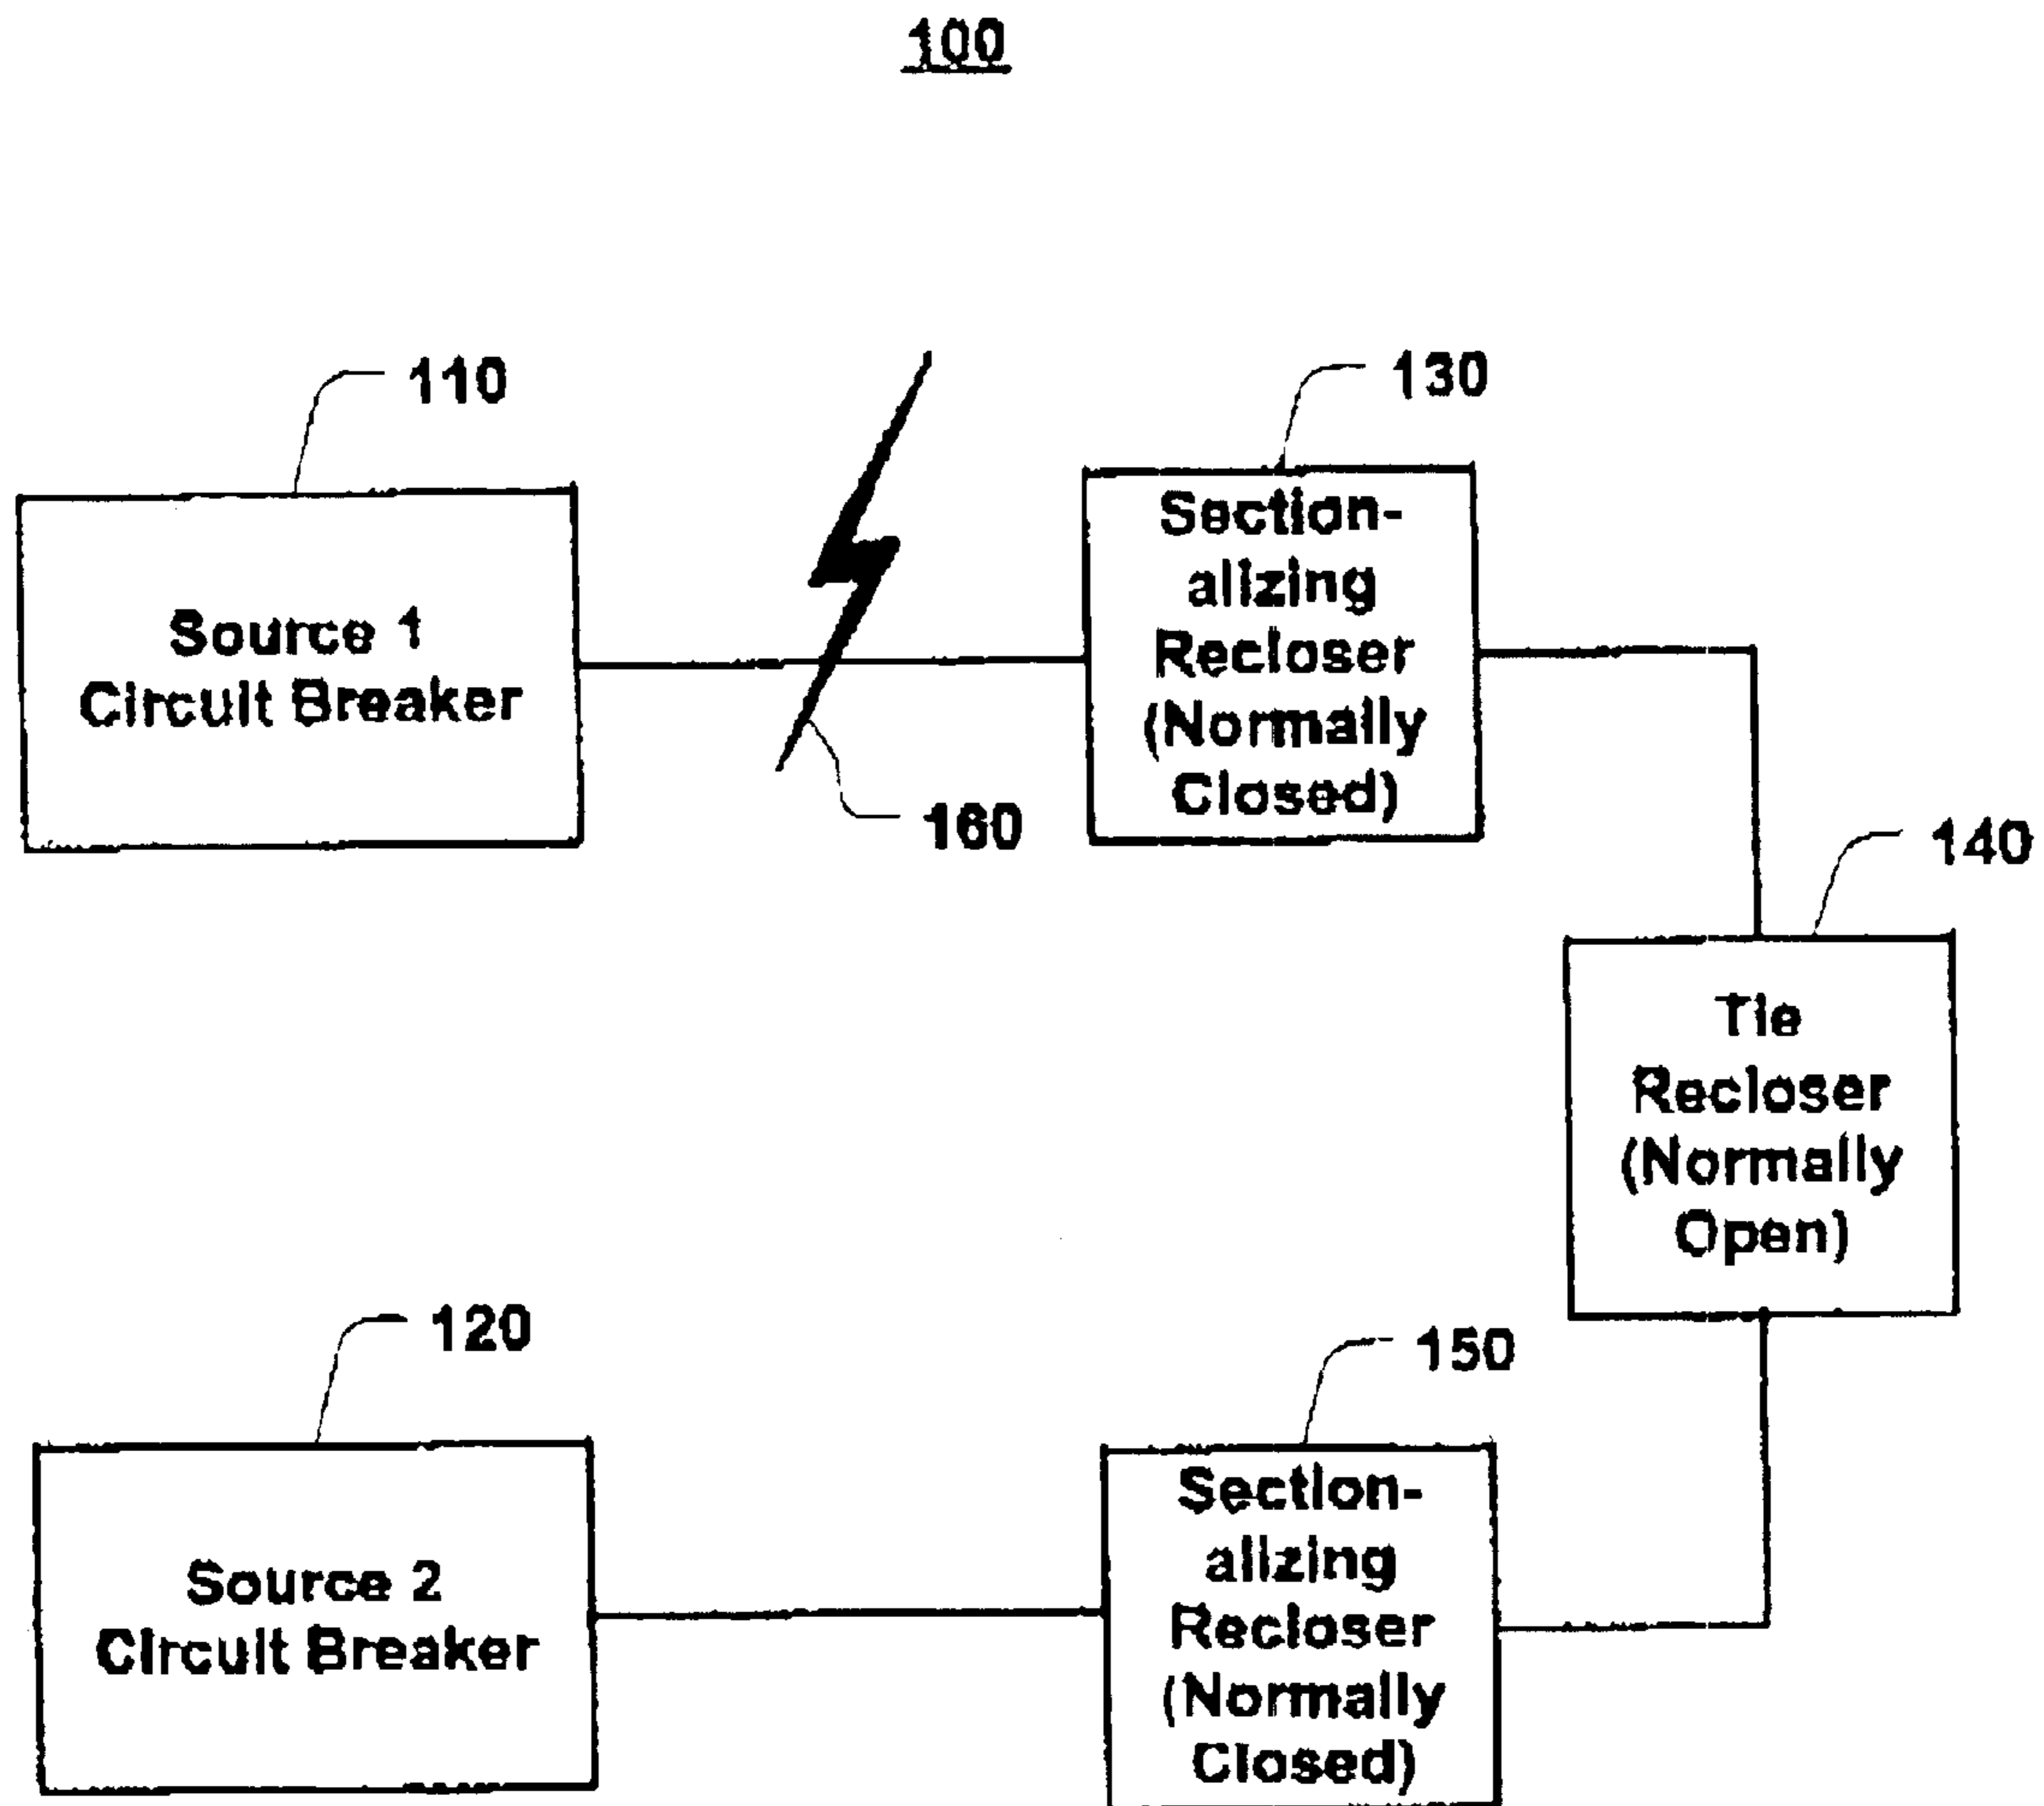 100
110
130
Source 1
Circuit Breaker
Section-
alizing
Recloser
(Normally
Closed)
160
140
Tie
Recloser
(Normally
Open)
120
150
Source 2
Circuit Breaker
Section-
alizing
Recloser
(Normally
Closed)